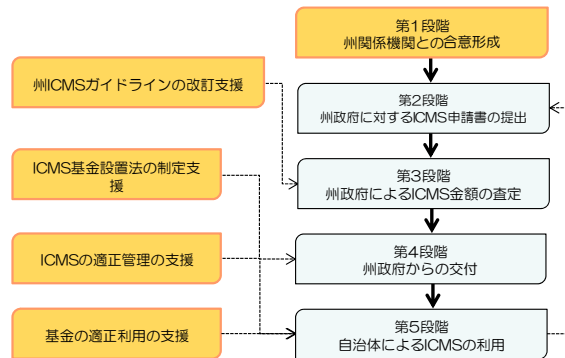 第1段階
州関係機関との合意形成
州ICMSガイドラインの改訂支援
第2段階
州政府に対するICMS申請書の提出
ICMS基金設置法の制定支
援
第3段階
州政府によるICMS金額の査定
ICMSの適正管理の支援
第4段階
州政府からの交付
基金の適正利用の支援
第5段階
自治体によるICMSの利用